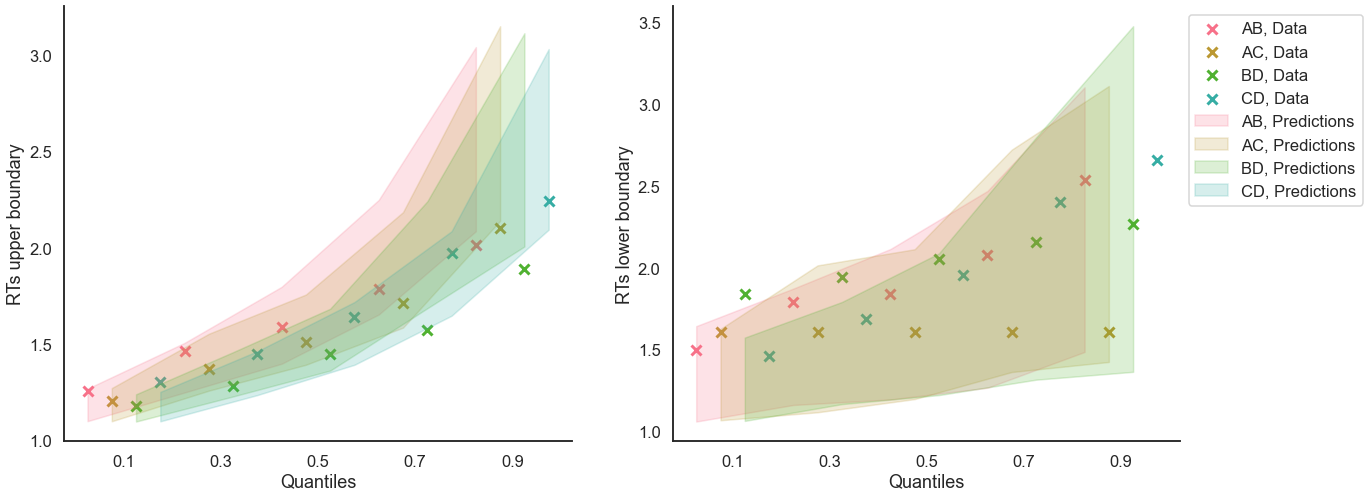 3.0
2.5
2.0
1.5
1.0
RTs upper boundary
0.1 0.3 0.5 0.7 0.9
Quantiles
3.5
3.0
2.5
2.0
1.5
1.0
RTs lower boundary
0.1 0.3 0.5 0.7 0.9
Quantiles
AB, Data
AC, Data
BD, Data
CD, Data
AB, Predictions
AC, Predictions
BD, Predictions
CD, Predictions